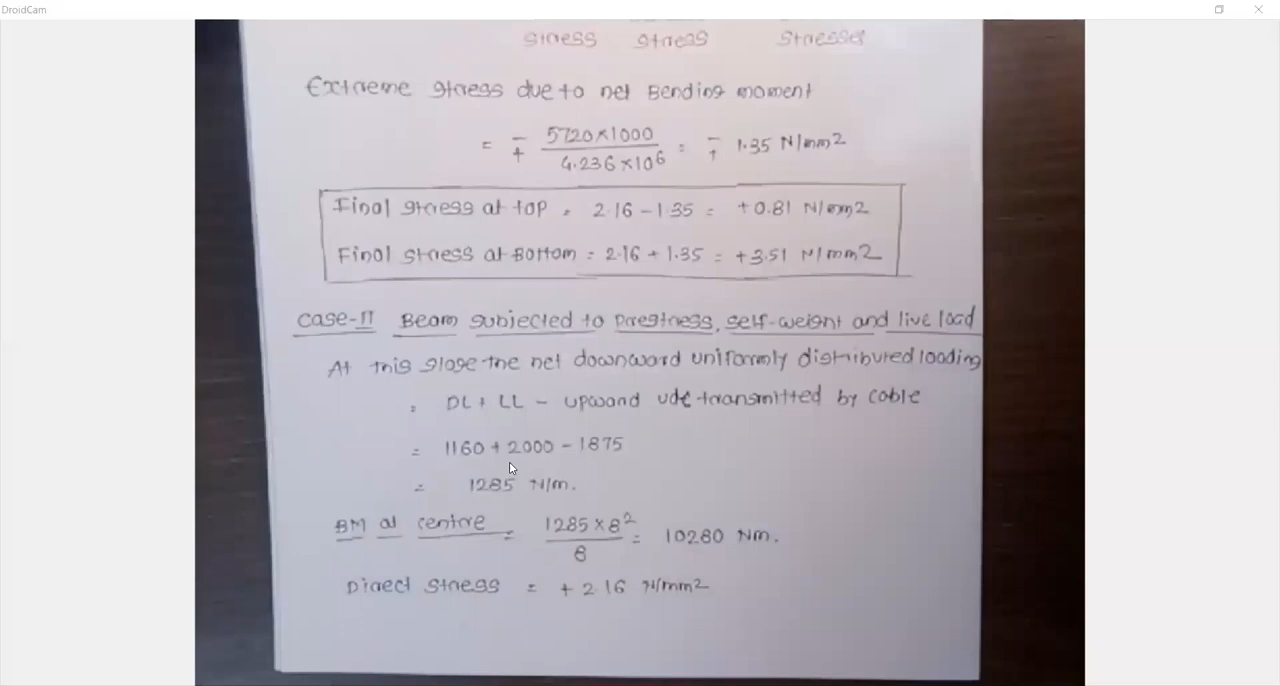 DroidCam
stress stress stresses
Extreme stress due to net Bending moment
= ∓ 5720×1000 / 4.236×10⁶ = ∓ 1.35 N/mm2
Final stress at top = 2.16 - 1.35 = +0.81 N/mm2
Final stress at Bottom = 2.16 + 1.35 = +3.51 N/mm2
Case-II Beam subjected to prestress, self-weight and live load
At this stage the net downward uniformly distributed loading
= DL + LL - upward udl transmitted by cable
= 1160 + 2000 - 1875
= 1285 N/m.
BM at centre = 1285 × 8² / 8 = 10280 Nm.
Direct stress = + 2.16 N/mm2